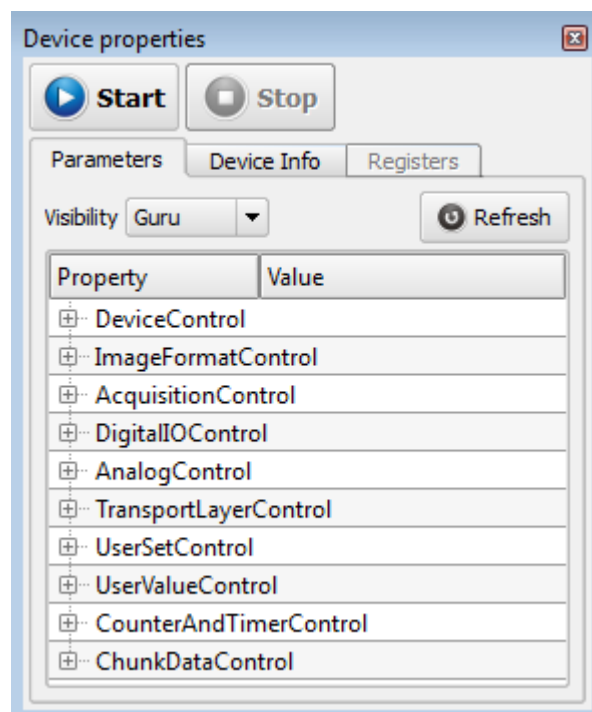 Device properties
Start Stop
Parameters Device Info Registers
Visibility Guru Refresh
Property Value
DeviceControl
ImageFormatControl
AcquisitionControl
DigitalIOControl
AnalogControl
TransportLayerControl
UserSetControl
UserValueControl
CounterAndTimerControl
ChunkDataControl